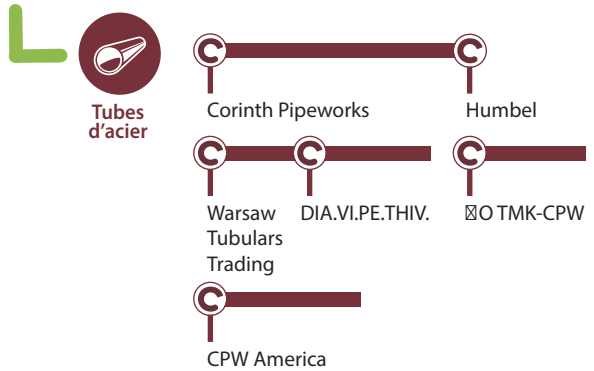 Tubes
d'acier
Corinth Pipeworks
Humbel
Warsaw
Tubulars
Trading
DIA.VI.PE.THIV.
TMK-CPW
CPW America